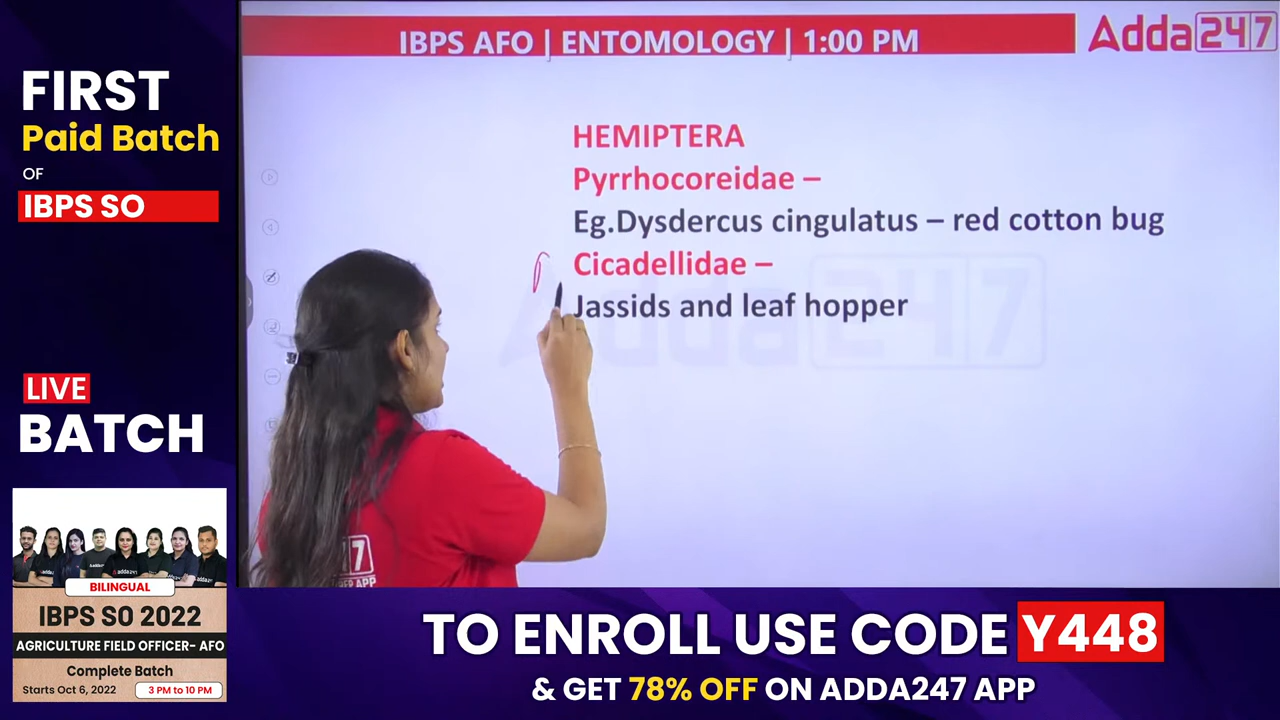 FIRST
Paid Batch
OF
IBPS SO
LIVE
BATCH
BILINGUAL
IBPS SO 2022
AGRICULTURE FIELD OFFICER- AFO
Complete Batch
Starts Oct 6, 2022
3 PM to 10 PM
IBPS AFO | ENTOMOLOGY | 1:00 PM
Adda247
HEMIPTERA
Pyrrhocoreidae –
Eg.Dysdercus cingulatus – red cotton bug
Cicadellidae –
Jassids and leaf hopper
Adda247
TO ENROLL USE CODE Y448
& GET 78% OFF ON ADDA247 APP